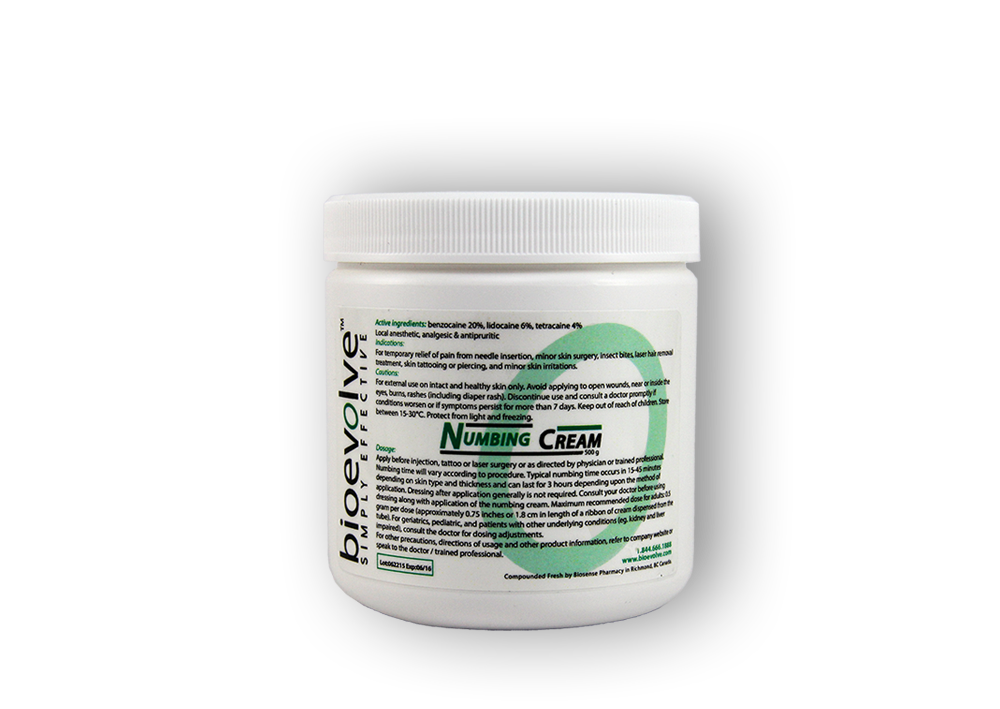 bioevolve™
SIMPLY EFFECTIVE
Active ingredients: benzocaine 20%, lidocaine 6%, tetracaine 4%
Local anesthetic, analgesic & antipruritic
Indications:
For temporary relief of pain from needle insertion, minor skin surgery, insect bites, laser hair removal
treatment, skin tattooing or piercing, and minor skin irritations.
Cautions:
For external use on intact and healthy skin only. Avoid applying to open wounds, near or inside the
eyes, burns, rashes (including diaper rash). Discontinue use and consult a doctor promptly if
conditions worsen or if symptoms persist for more than 7 days. Keep out of reach of children. Store
between 15-30°C. Protect from light and freezing.
NUMBING CREAM
500 g
Dosage:
Apply before injection, tattoo or laser surgery or as directed by physician or trained professional.
Numbing time will vary according to procedure. Typical numbing time occurs in 15-45 minutes
depending on skin type and thickness and can last for 3 hours depending upon the method of
application. Dressing after application generally is not required. Consult your doctor before using
dressing along with application of the numbing cream. Maximum recommended dose for adults: 0.5
gram per dose (approximately 0.75 inches or 1.8 cm in length of a ribbon of cream dispensed from the
tube). For geriatrics, pediatric, and patients with other underlying conditions (eg. kidney and liver
impaired), consult the doctor for dosing adjustments.
For other precautions, directions of usage and other product information, refer to company website or
speak to the doctor / trained professional.
1.844.666.1888
www.bioevolve.com
Lot:062215 Exp:06/16
Compounded Fresh by Biosense Pharmacy in Richmond, BC Canada.